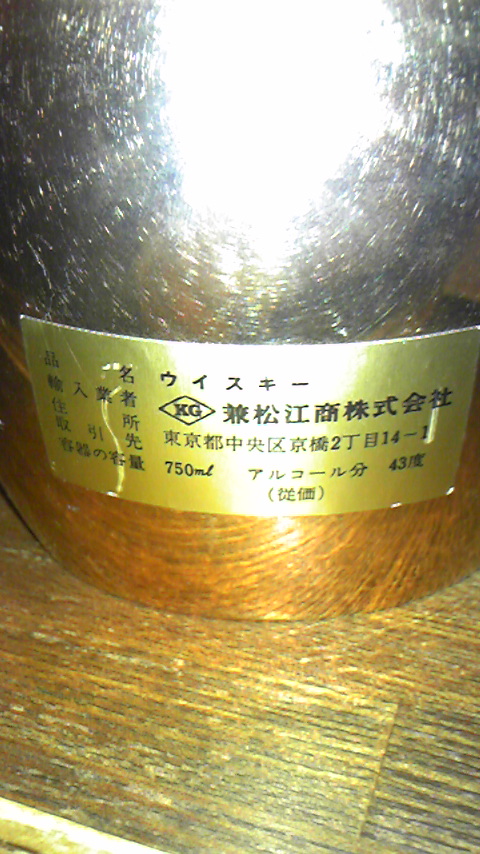 品名 ウイスキー
輸入業者 KG 兼松江商株式会社
住所 東京都中央区京橋2丁目14-1
取引先
容器の容量 750ml アルコール分 43度
(従価)